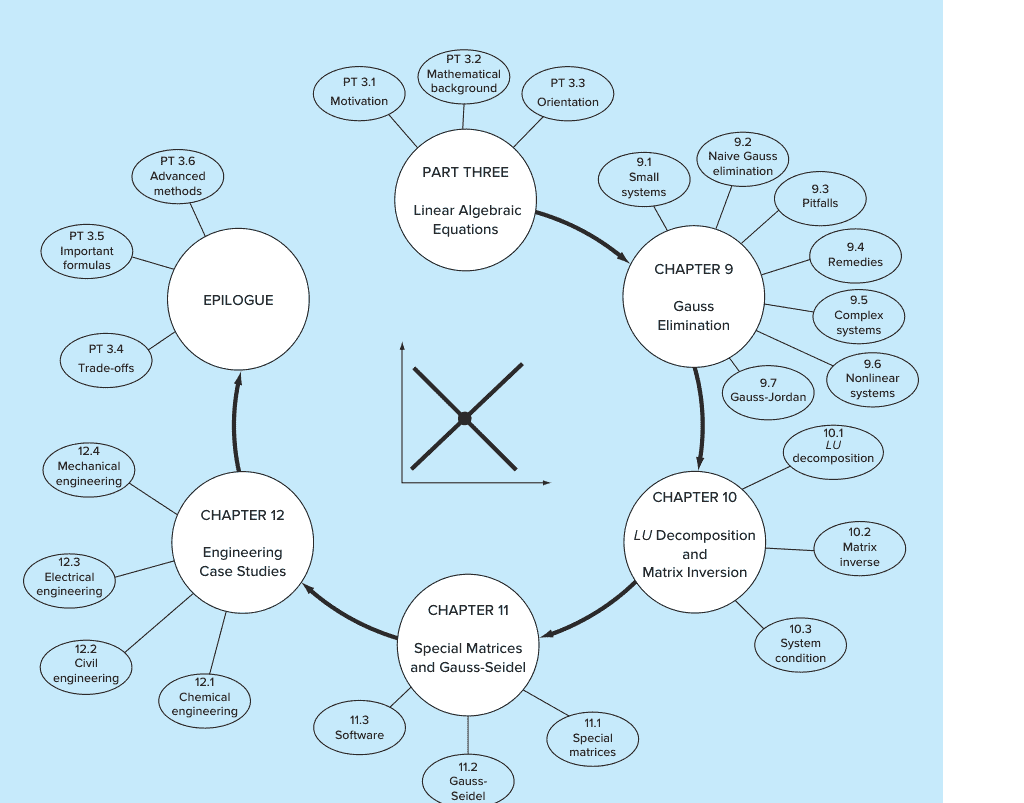 PT 3.1
Motivation
PT 3.2
Mathematical
background
PT 3.3
Orientation
PART THREE
Linear Algebraic
Equations
9.1
Small
systems
9.2
Naive Gauss
elimination
9.3
Pitfalls
9.4
Remedies
9.5
Complex
systems
9.6
Nonlinear
systems
9.7
Gauss-Jordan
CHAPTER 9
Gauss
Elimination
10.1
LU
decomposition
10.2
Matrix
inverse
10.3
System
condition
CHAPTER 10
LU Decomposition
and
Matrix Inversion
CHAPTER 11
Special Matrices
and Gauss-Seidel
11.1
Special
matrices
11.2
Gauss-
Seidel
11.3
Software
CHAPTER 12
Engineering
Case Studies
12.1
Chemical
engineering
12.2
Civil
engineering
12.3
Electrical
engineering
12.4
Mechanical
engineering
EPILOGUE
PT 3.4
Trade-offs
PT 3.5
Important
formulas
PT 3.6
Advanced
methods